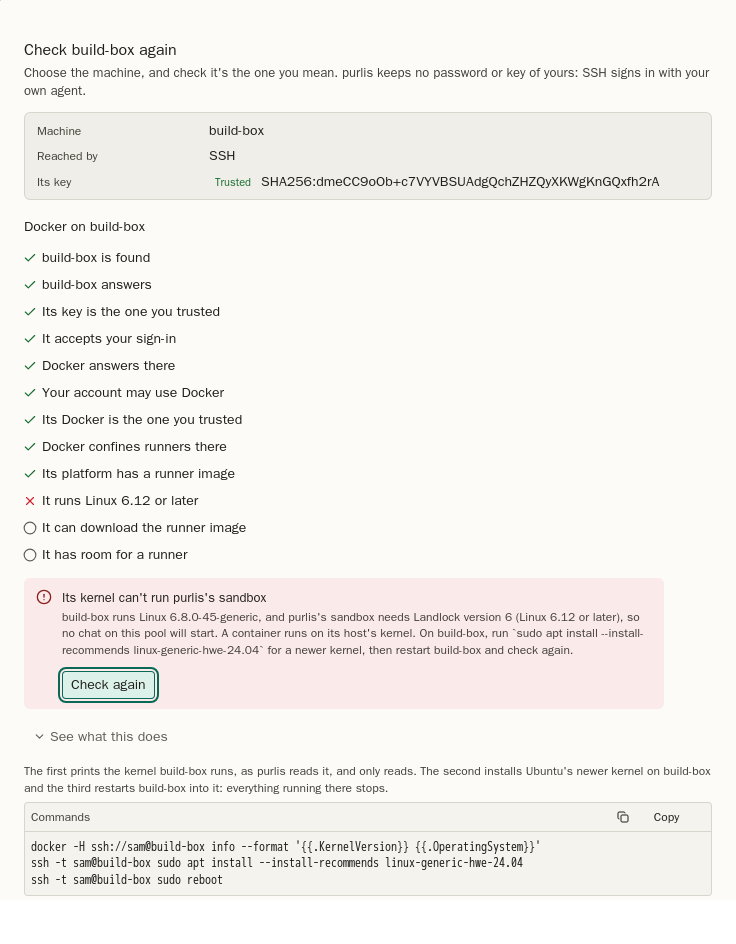 Check build-box again
Choose the machine, and check it's the one you mean. purlis keeps no password or key of yours: SSH signs in with your
own agent.
Machine build-box
Reached by SSH
Its key Trusted SHA256:dmeCC9oOb+c7VYVBSUAdgQchZHZQyXKWgKnGQxfh2rA
Docker on build-box
build-box is found
build-box answers
Its key is the one you trusted
It accepts your sign-in
Docker answers there
Your account may use Docker
Its Docker is the one you trusted
Docker confines runners there
Its platform has a runner image
It runs Linux 6.12 or later
It can download the runner image
It has room for a runner
Its kernel can't run purlis's sandbox
build-box runs Linux 6.8.0-45-generic, and purlis's sandbox needs Landlock version 6 (Linux 6.12 or later), so
no chat on this pool will start. A container runs on its host's kernel. On build-box, run `sudo apt install --install-
recommends linux-generic-hwe-24.04` for a newer kernel, then restart build-box and check again.
Check again
See what this does
The first prints the kernel build-box runs, as purlis reads it, and only reads. The second installs Ubuntu's newer kernel on build-box
and the third restarts build-box into it: everything running there stops.
Commands Copy
docker -H ssh://sam@build-box info --format '{{.KernelVersion}} {{.OperatingSystem}}'
ssh -t sam@build-box sudo apt install --install-recommends linux-generic-hwe-24.04
ssh -t sam@build-box sudo reboot